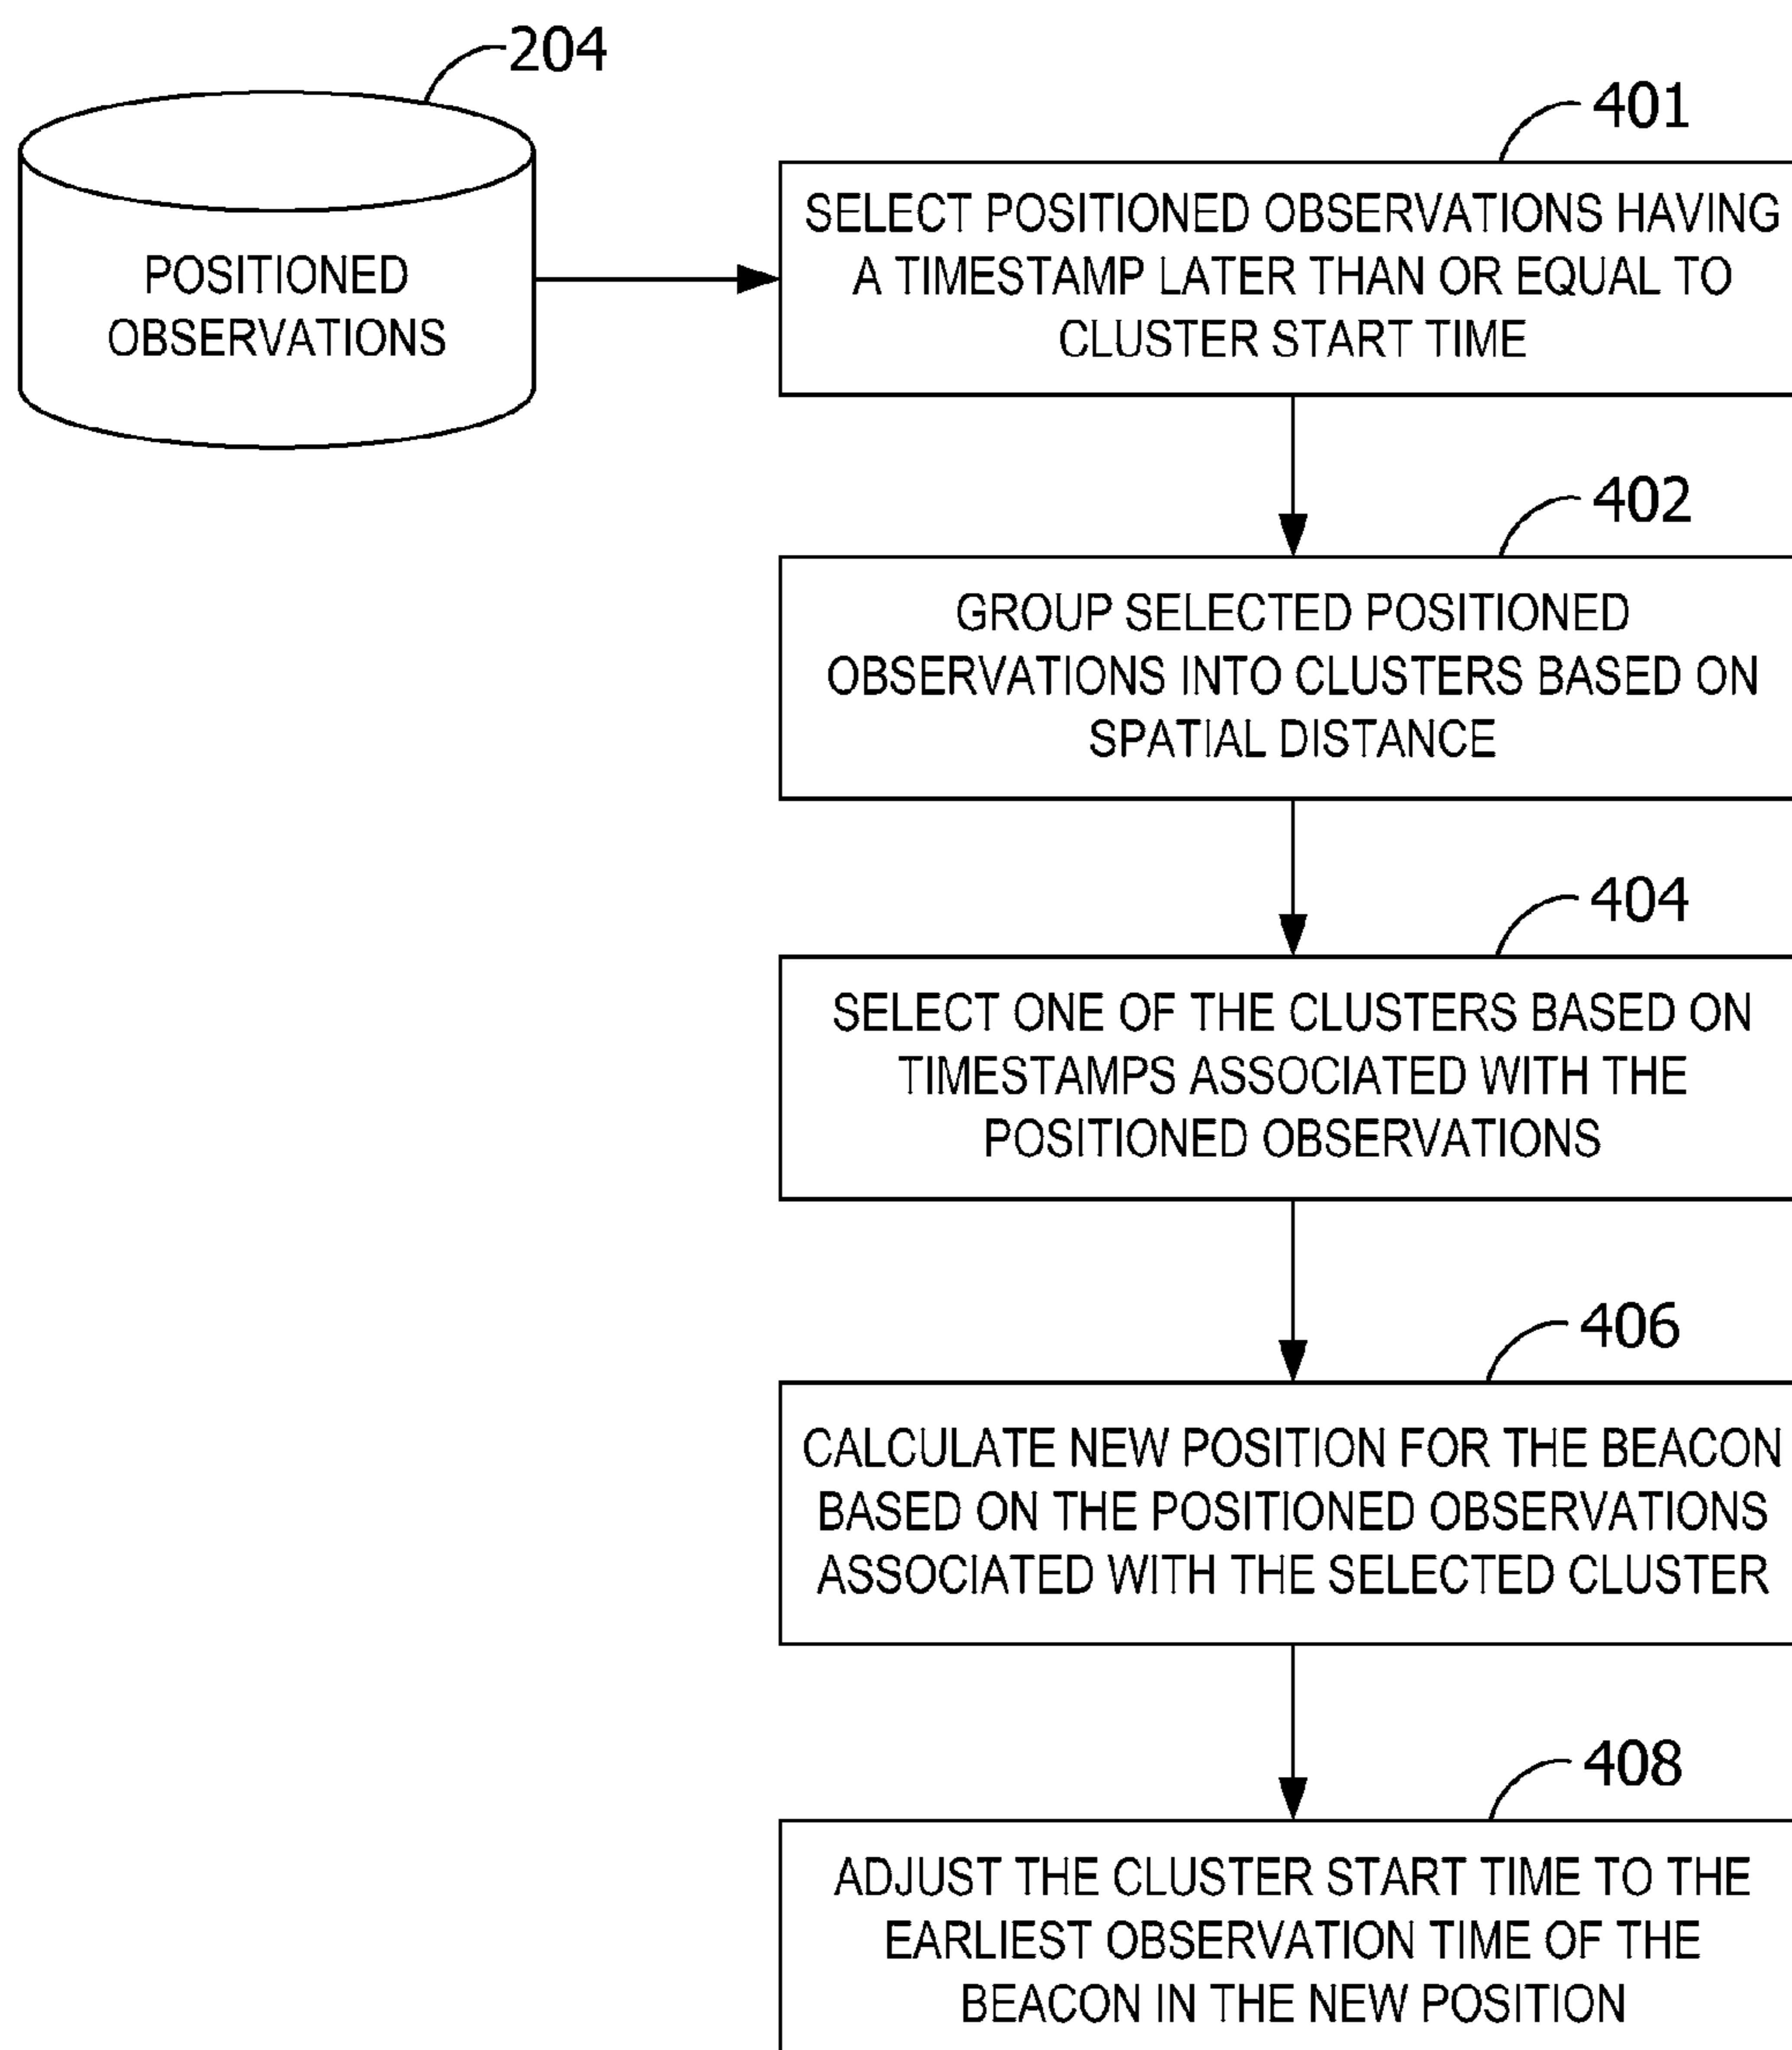 204
POSITIONED
OBSERVATIONS
401
SELECT POSITIONED OBSERVATIONS HAVING
A TIMESTAMP LATER THAN OR EQUAL TO
CLUSTER START TIME
402
GROUP SELECTED POSITIONED
OBSERVATIONS INTO CLUSTERS BASED ON
SPATIAL DISTANCE
404
SELECT ONE OF THE CLUSTERS BASED ON
TIMESTAMPS ASSOCIATED WITH THE
POSITIONED OBSERVATIONS
406
CALCULATE NEW POSITION FOR THE BEACON
BASED ON THE POSITIONED OBSERVATIONS
ASSOCIATED WITH THE SELECTED CLUSTER
408
ADJUST THE CLUSTER START TIME TO THE
EARLIEST OBSERVATION TIME OF THE
BEACON IN THE NEW POSITION